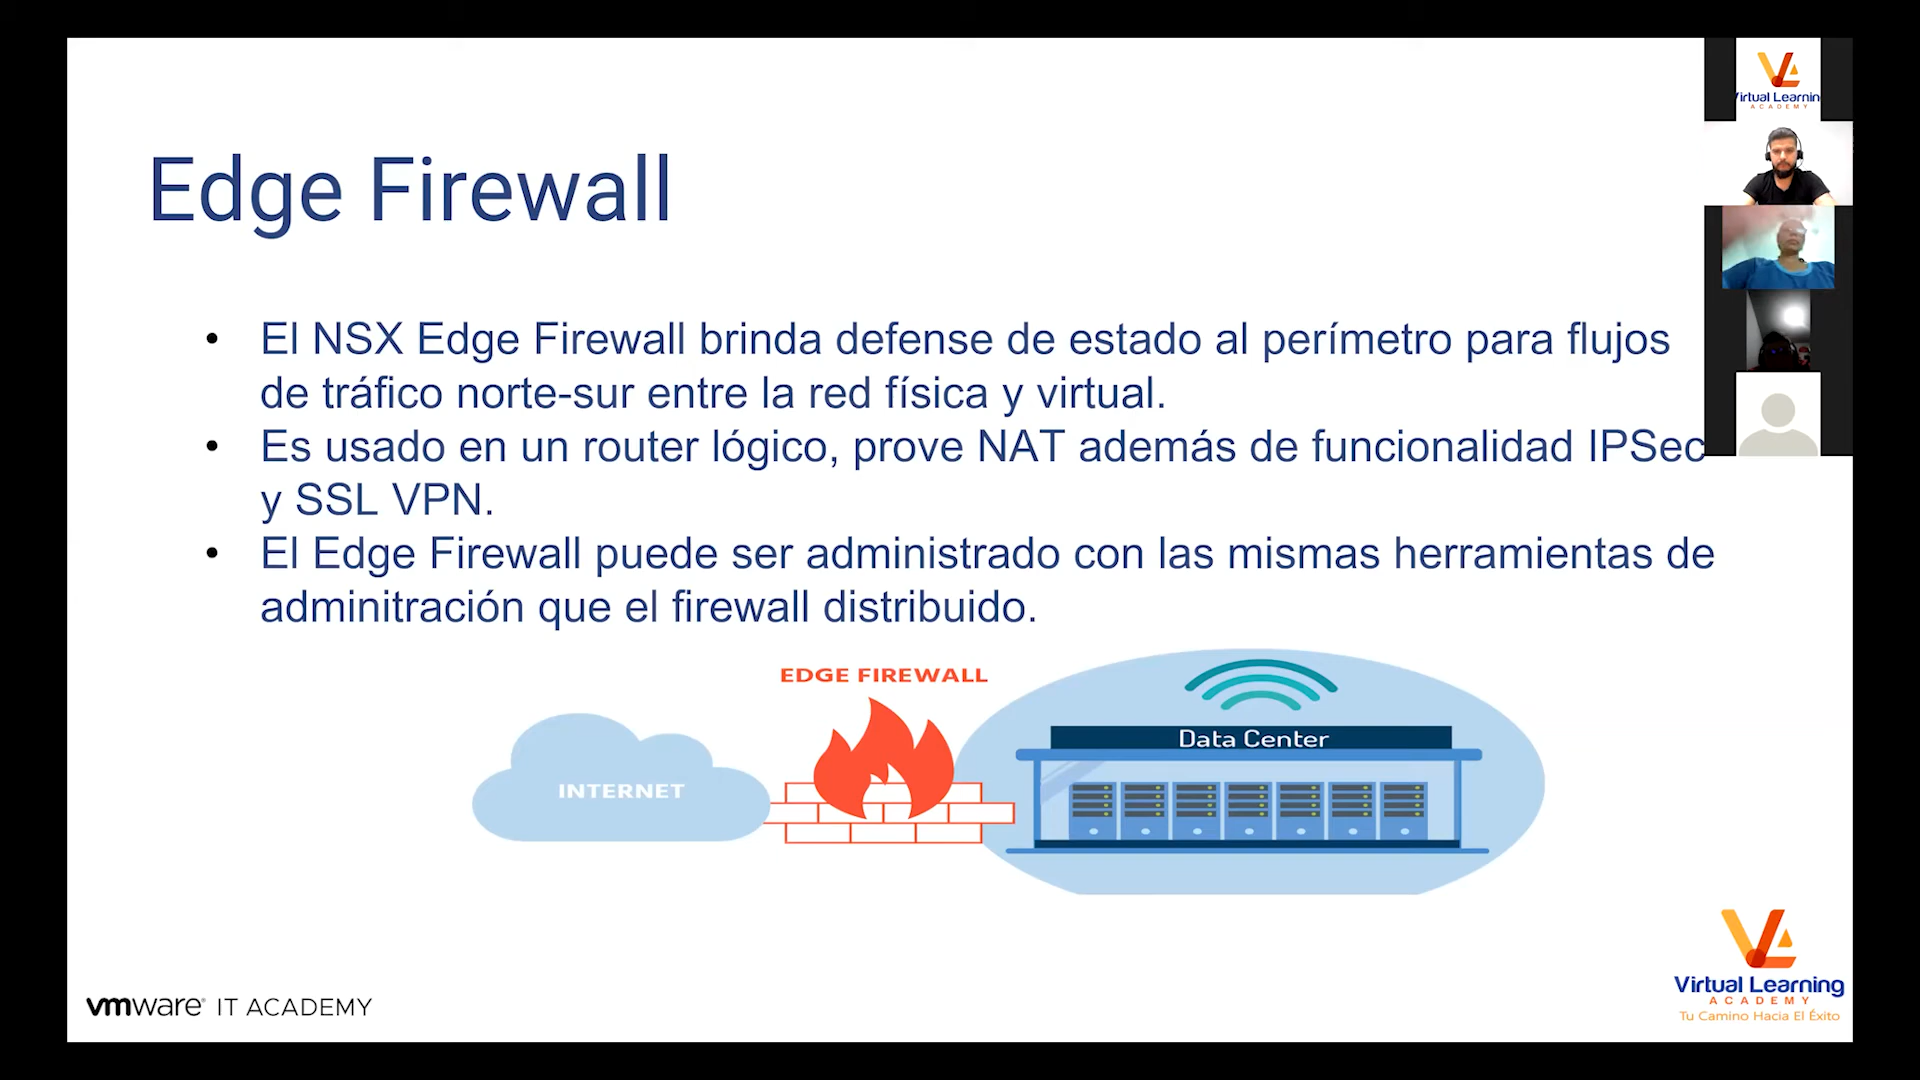 Virtual Learning
ACADEMY
Edge Firewall
• El NSX Edge Firewall brinda defense de estado al perímetro para flujos
de tráfico norte-sur entre la red física y virtual.
• Es usado en un router lógico, prove NAT además de funcionalidad IPSec
y SSL VPN.
• El Edge Firewall puede ser administrado con las mismas herramientas de
adminitración que el firewall distribuido.
EDGE FIREWALL
Data Center
INTERNET
vmware® IT ACADEMY
Virtual Learning
ACADEMY
Tu Camino Hacia El Éxito